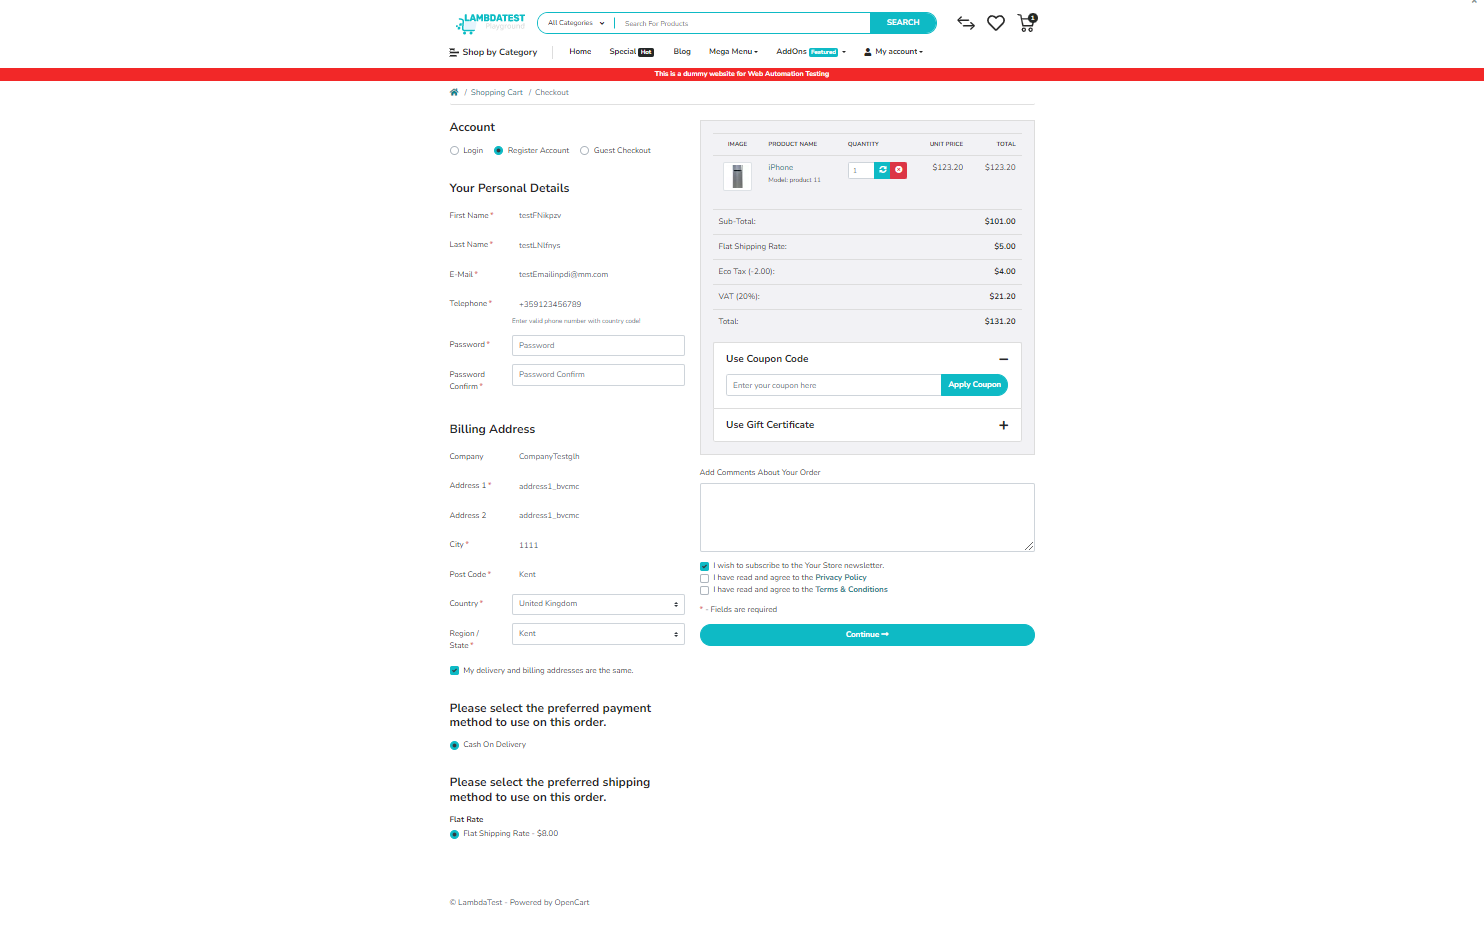 LAMBDATEST
Playground
All Categories
Search For Products
SEARCH
1
Shop by Category
Home
Special Hot
Blog
Mega Menu
AddOns Featured
My account
This is a dummy website for Web Automation Testing
/ Shopping Cart / Checkout
Account
Login
Register Account
Guest Checkout
Your Personal Details
First Name * testFNikpzv
Last Name * testLNlfnys
E-Mail * testEmailinpdi@mm.com
Telephone * +359123456789
Enter valid phone number with country code!
Password * Password
Password Confirm * Password Confirm
Billing Address
Company CompanyTestglh
Address 1 * address1_bvcmc
Address 2 address1_bvcmc
City * 1111
Post Code * Kent
Country * United Kingdom
Region / State * Kent
My delivery and billing addresses are the same.
Please select the preferred payment
method to use on this order.
Cash On Delivery
Please select the preferred shipping
method to use on this order.
Flat Rate
Flat Shipping Rate - $8.00
IMAGE PRODUCT NAME QUANTITY UNIT PRICE TOTAL
iPhone 1 $123.20 $123.20
Model: product 11
Sub-Total: $101.00
Flat Shipping Rate: $5.00
Eco Tax (-2.00): $4.00
VAT (20%): $21.20
Total: $131.20
Use Coupon Code
Enter your coupon here
Apply Coupon
Use Gift Certificate
Add Comments About Your Order
I wish to subscribe to the Your Store newsletter.
I have read and agree to the Privacy Policy
I have read and agree to the Terms & Conditions
* - Fields are required
Continue
© LambdaTest - Powered by OpenCart